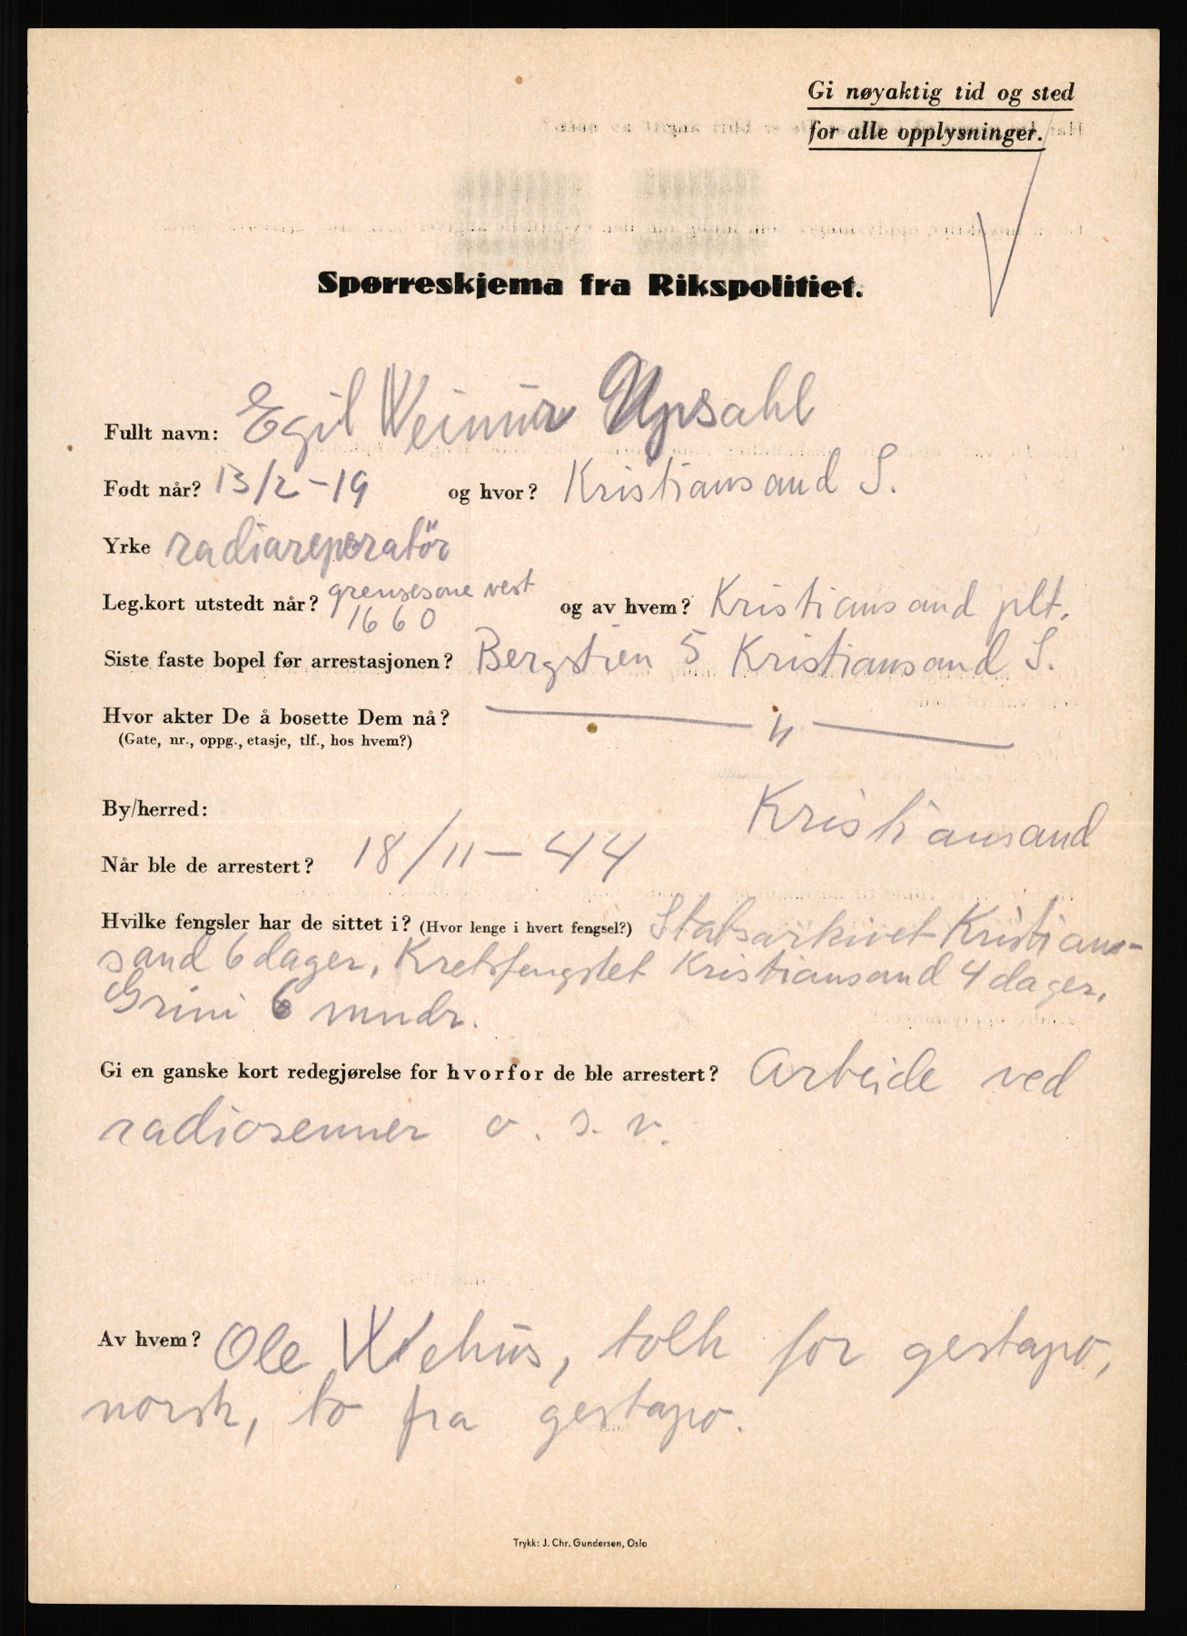 Gi nøyaktig tid og sted
for alle opplysninger.
Spørreskjema fra Rikspolitiet.
Fullt navn: Egil Weimar Upsahl
Født når? 13/2-19 og hvor? Kristiansand S.
Yrke radioreperatör
Leg.kort utstedt når? grensesone vest 1660 og av hvem? Kristiansand plt.
Siste faste bopel før arrestasjonen? Bergstien 5 Kristiansand S.
Hvor akter De å bosette Dem nå? — " —
(Gate, nr., oppg., etasje, tlf., hos hvem?)
By/herred: Kristiansand
Når ble de arrestert? 18/11-44
Hvilke fengsler har de sittet i? (Hvor lenge i hvert fengsel?) Statsarkivet Kristian-
sand 6 dager, Kretsfengslet Kristiansand 4 dager.
Grini 6 mndr.
Gi en ganske kort redegjørelse for hvorfor de ble arrestert? Arbeide ved
radiosenner o. s. v.
Av hvem? Ole Wehus, tolk for gestapo,
norsk, to fra gestapo.
Trykk: J. Chr. Gundersen, Oslo